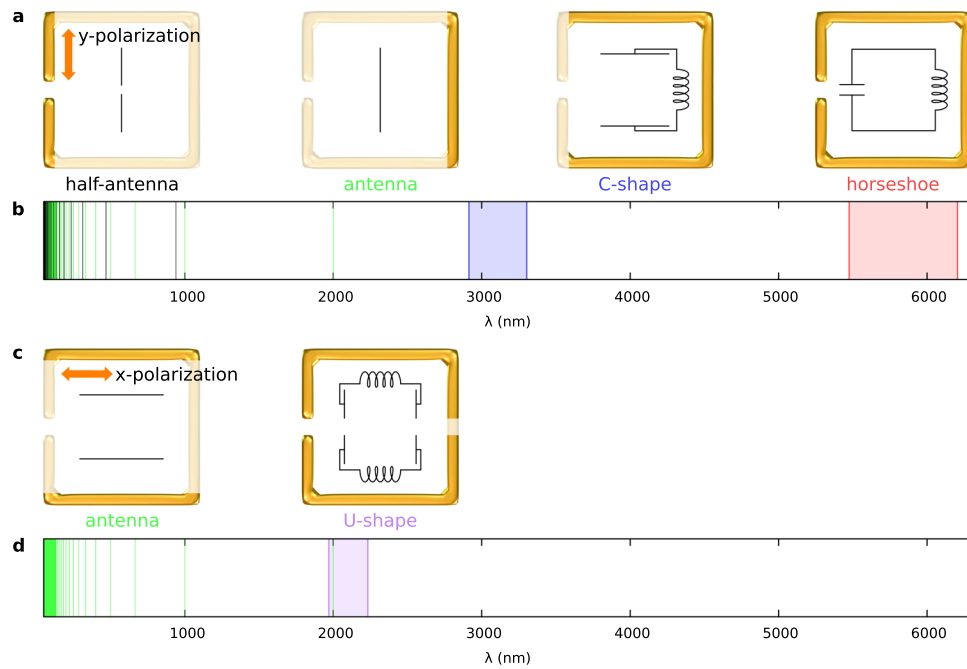 a
y-polarization
half-antenna
antenna
C-shape
horseshoe
b
1000 2000 3000 4000 5000 6000
λ (nm)
c
x-polarization
antenna
U-shape
d
1000 2000 3000 4000 5000 6000
λ (nm)